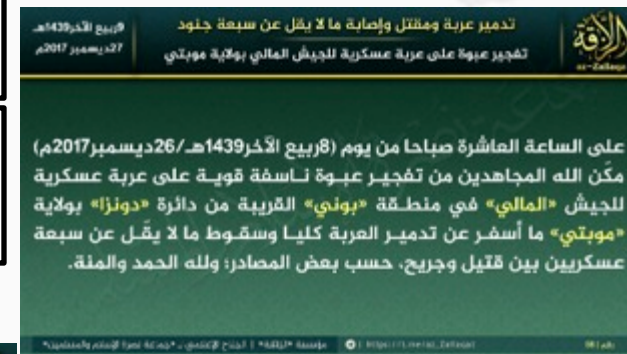 تدمير عربة ومقتل وإصابة ما لا يقل عن سبعة جنود
تفجير عبوة على عربة عسكرية للجيش المالي بولاية موبتي
9ربيع الآخر1439هـ
27ديسمبر 2017م
الزلاقة
az-Zallaqa
على الساعة العاشرة صباحا من يوم (8ربيع الآخر1439هـ/26ديسمبر2017م)
مكّن الله المجاهدين من تفجير عبوة ناسفة قوية على عربة عسكرية
للجيش «المالي» في منطقة «بوني» القريبة من دائرة «دونزا» بولاية
«موبتي» ما أسفر عن تدمير العربة كليا وسقوط ما لا يقّل عن سبعة
عسكريين بين قتيل وجريح، حسب بعض المصادر؛ ولله الحمد والمنة.
مؤسسة «الزلاقة» | الجناح الإعلامي لـ «جماعة نصرة الإسلام والمسلمين»